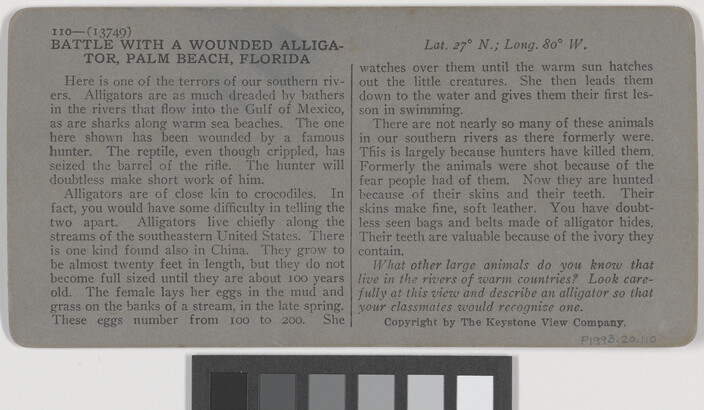 110—(13749)
BATTLE WITH A WOUNDED ALLIGA-
TOR, PALM BEACH, FLORIDA
Here is one of the terrors of our southern riv-
ers. Alligators are as much dreaded by bathers
in the rivers that flow into the Gulf of Mexico,
as are sharks along warm sea beaches. The one
here shown has been wounded by a famous
hunter. The reptile, even though crippled, has
seized the barrel of the rifle. The hunter will
doubtless make short work of him.
Alligators are of close kin to crocodiles. In
fact, you would have some difficulty in telling the
two apart. Alligators live chiefly along the
streams of the southeastern United States. There
is one kind found also in China. They grow to
be almost twenty feet in length, but they do not
become full sized until they are about 100 years
old. The female lays her eggs in the mud and
grass on the banks of a stream, in the late spring.
These eggs number from 100 to 200. She
Lat. 27° N.; Long. 80° W.
watches over them until the warm sun hatches
out the little creatures. She then leads them
down to the water and gives them their first les-
son in swimming.
There are not nearly so many of these animals
in our southern rivers as there formerly were.
This is largely because hunters have killed them.
Formerly the animals were shot because of the
fear people had of them. Now they are hunted
because of their skins and their teeth. Their
skins make fine, soft leather. You have doubt-
less seen bags and belts made of alligator hides.
Their teeth are valuable because of the ivory they
contain.
What other large animals do you know that
live in the rivers of warm countries? Look care-
fully at this view and describe an alligator so that
your classmates would recognize one.
Copyright by The Keystone View Company.
P1993.20.110